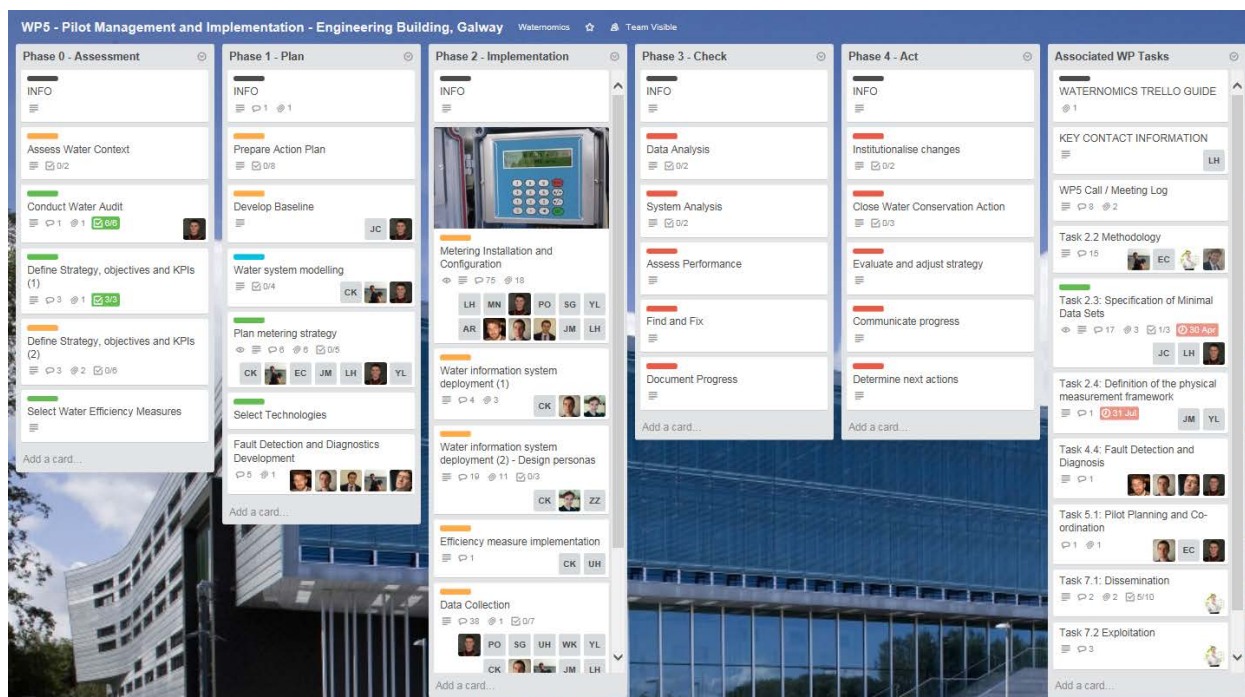 WP5 - Pilot Management and Implementation - Engineering Building, Galway Waternomics Team Visible
Phase 0 - Assessment
INFO
Assess Water Context
0/2
Conduct Water Audit
1 1 6/6
Define Strategy, objectives and KPIs
(1)
3 1 3/3
Define Strategy, objectives and KPIs
(2)
3 2 0/6
Select Water Efficiency Measures
Add a card...
Phase 1 - Plan
INFO
1 1
Prepare Action Plan
0/8
Develop Baseline
JC
Water system modelling
0/4
CK
Plan metering strategy
6 6 0/5
CK EC JM LH YL
Select Technologies
Fault Detection and Diagnostics
Development
5 1
Add a card...
Phase 2 - Implementation
INFO
Metering Installation and
Configuration
75 18
LH MN PO SG YL
AR JM LH
Water information system
deployment (1)
4 3
CK
Water information system
deployment (2) - Design personas
19 11 0/3
CK ZZ
Efficiency measure implementation
1
CK UH
Data Collection
38 1 0/7
PO SG UH WK YL
CK JM LH
Add a card...
Phase 3 - Check
INFO
Data Analysis
0/2
System Analysis
0/2
Assess Performance
Find and Fix
Document Progress
Add a card...
Phase 4 - Act
INFO
Institutionalise changes
0/2
Close Water Conservation Action
0/3
Evaluate and adjust strategy
Communicate progress
Determine next actions
Add a card...
Associated WP Tasks
WATERNOMICS TRELLO GUIDE
1
KEY CONTACT INFORMATION
LH
WP5 Call / Meeting Log
8 2
Task 2.2 Methodology
15
EC
Task 2.3: Specification of Minimal
Data Sets
17 3 1/3 30 Apr
JC LH
Task 2.4: Definition of the physical
measurement framework
1 31 Jul
JM YL
Task 4.4: Fault Detection and
Diagnosis
1
Task 5.1: Pilot Planning and Co-
ordination
1 1
EC
Task 7.1: Dissemination
2 2 5/10
Task 7.2 Exploitation
3
Add a card...